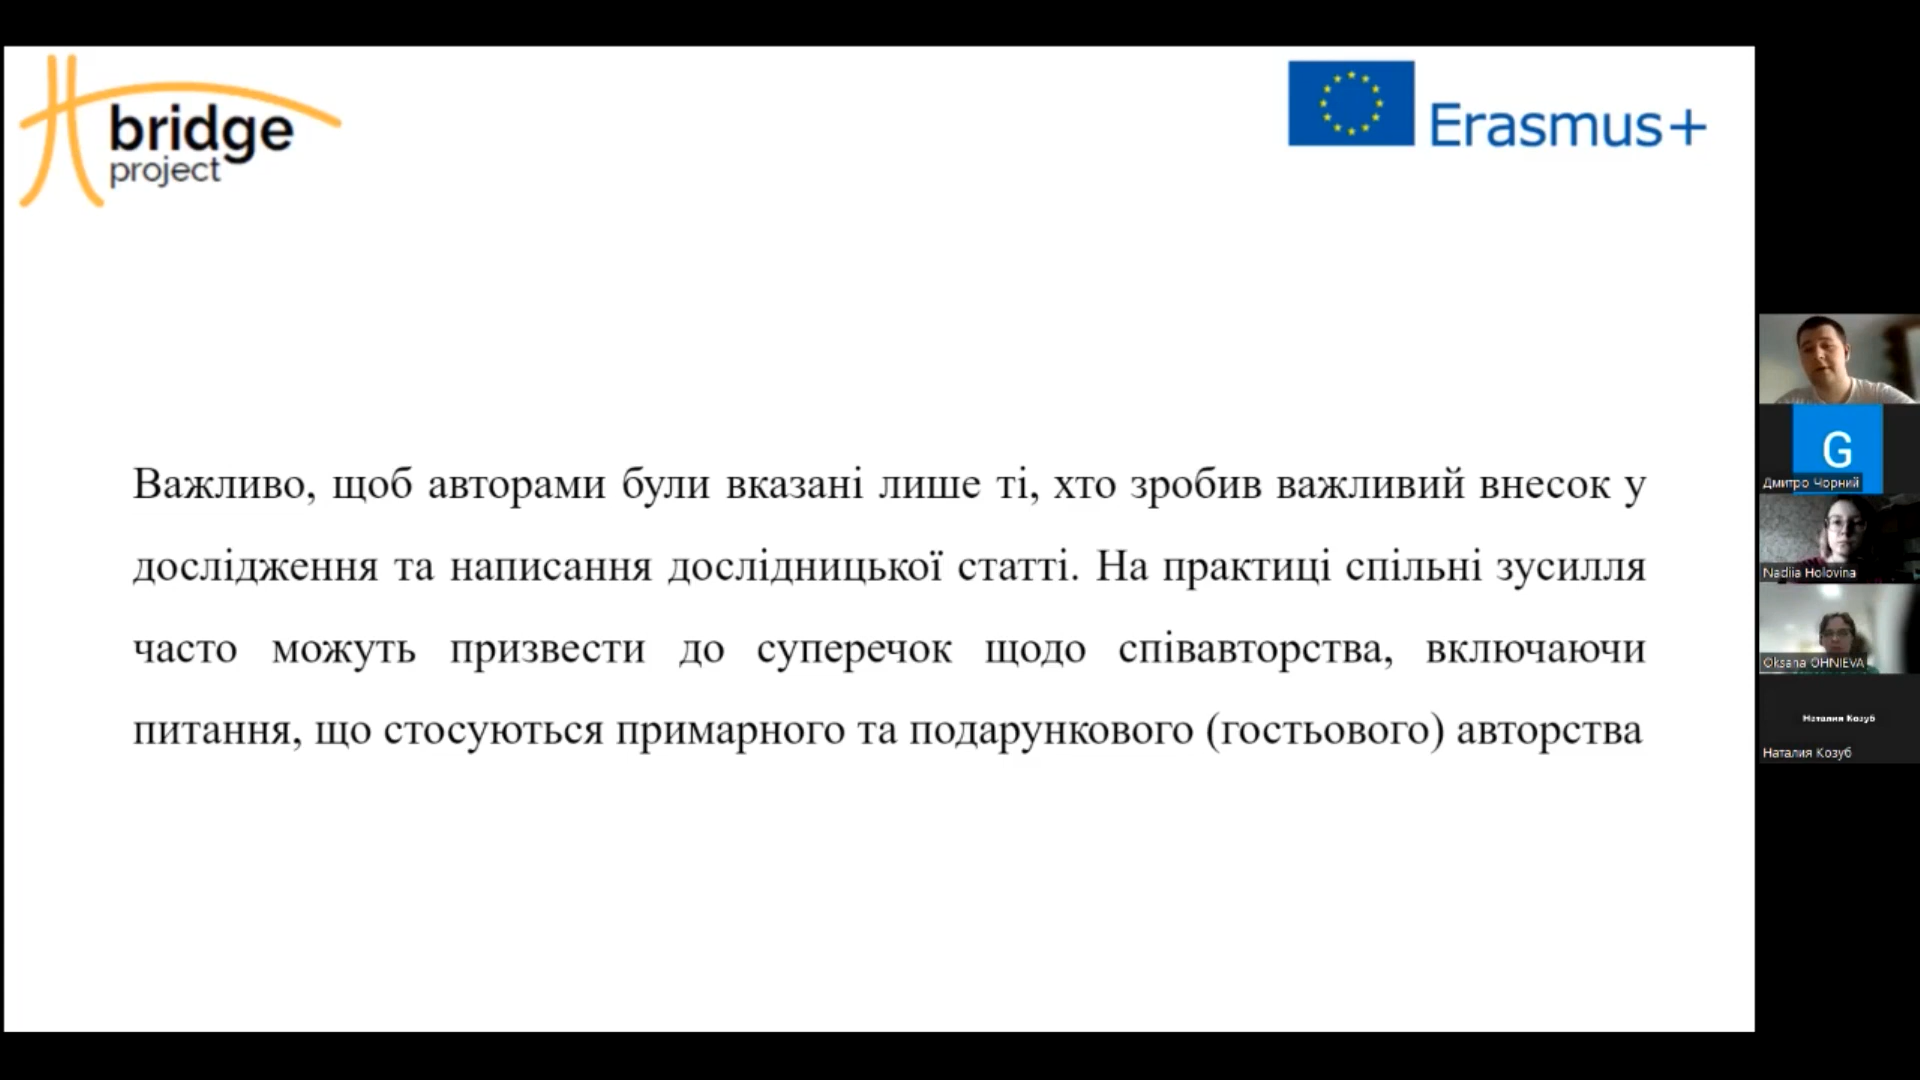 bridge
project
Erasmus+
Важливо, щоб авторами були вказані лише ті, хто зробив важливий внесок у
дослідження та написання дослідницької статті. На практиці спільні зусилля
часто можуть призвести до суперечок щодо співавторства, включаючи
питання, що стосуються примарного та подарункового (гостьового) авторства
G
Дмитро Чорний
Nadiia Holovina
Oksana OHNIEVA
Наталия Козуб
Наталия Козуб